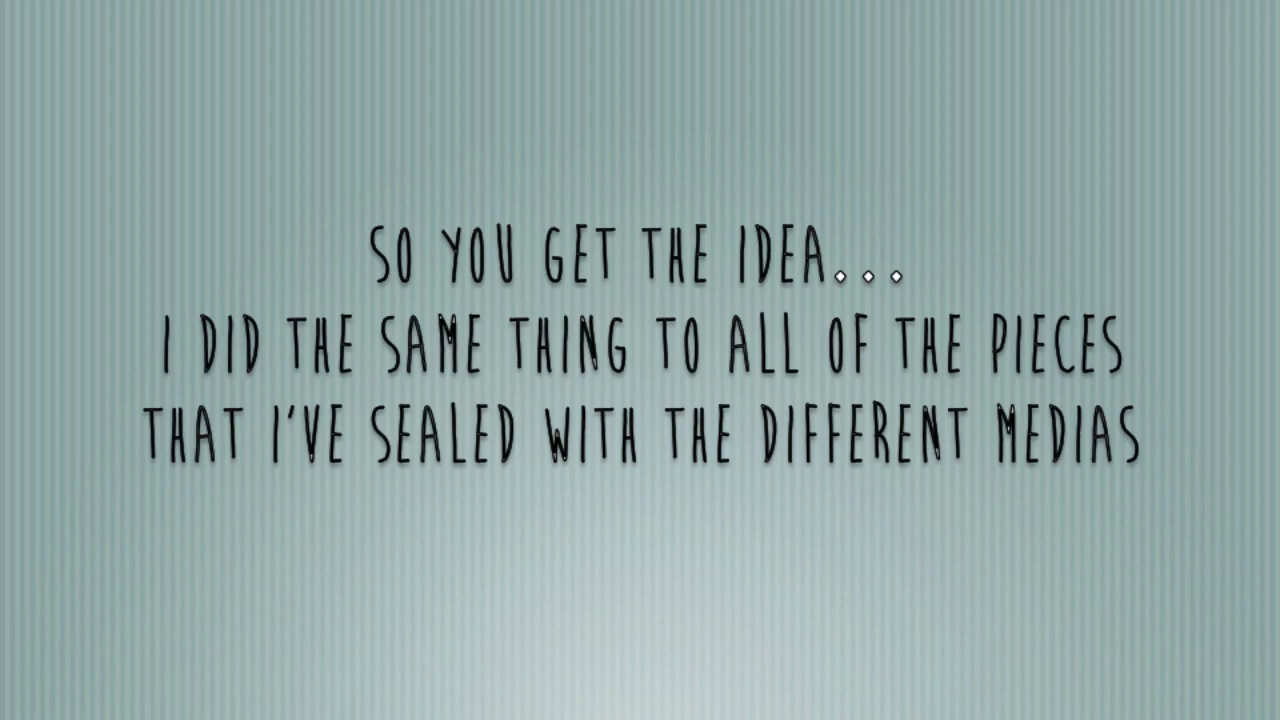 SO YOU GET THE IDEA...
I DID THE SAME THING TO ALL OF THE PIECES
THAT I'VE SEALED WITH THE DIFFERENT MEDIAS